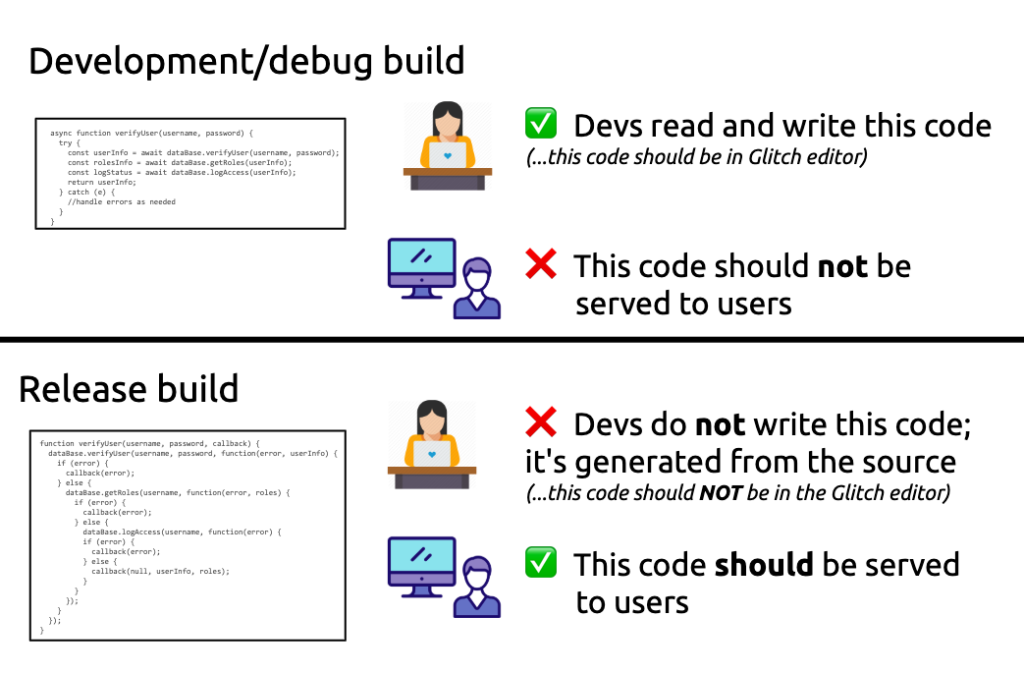 Development/debug build
async function verifyUser(username, password) {
try {
const userInfo = await dataBase.verifyUser(username, password);
const rolesInfo = await dataBase.getRoles(userInfo);
const logStatus = await dataBase.logAccess(userInfo);
return userInfo;
} catch (e) {
//handle errors as needed
}
}
✅ Devs read and write this code
(...this code should be in Glitch editor)
❌ This code should not be
served to users
Release build
function verifyUser(username, password, callback) {
dataBase.verifyUser(username, password, function(error, userInfo) {
if (error) {
callback(error);
} else {
dataBase.getRoles(username, function(error, roles) {
if (error) {
callback(error);
} else {
dataBase.logAccess(username, function(error) {
if (error) {
callback(error);
} else {
callback(null, userInfo, roles);
}
}
});
}
});
}
❌ Devs do not write this code;
it's generated from the source
(...this code should NOT be in the Glitch editor)
✅ This code should be served
to users